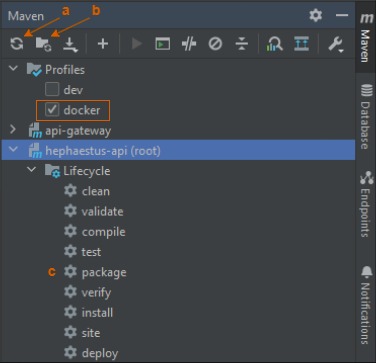 a b
Maven
Profiles
dev
docker
api-gateway
hephaestus-api (root)
Lifecycle
clean
validate
compile
test
c package
verify
install
site
deploy
m
Maven
Database
Endpoints
Notifications